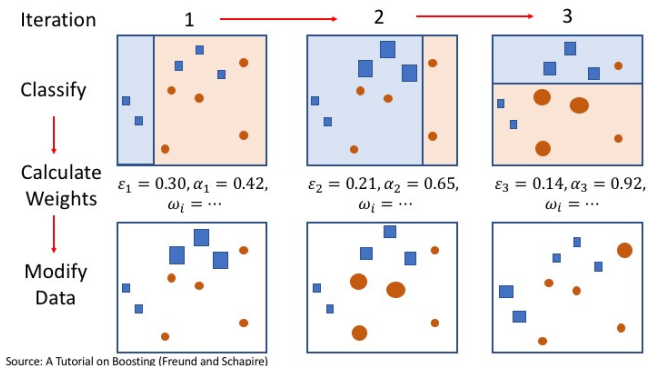 Iteration 1 2 3
Classify
Calculate
Weights
ε₁ = 0.30, α₁ = 0.42,
ωᵢ = ⋯
ε₂ = 0.21, α₂ = 0.65,
ωᵢ = ⋯
ε₃ = 0.14, α₃ = 0.92,
ωᵢ = ⋯
Modify
Data
Source: A Tutorial on Boosting (Freund and Schapire)